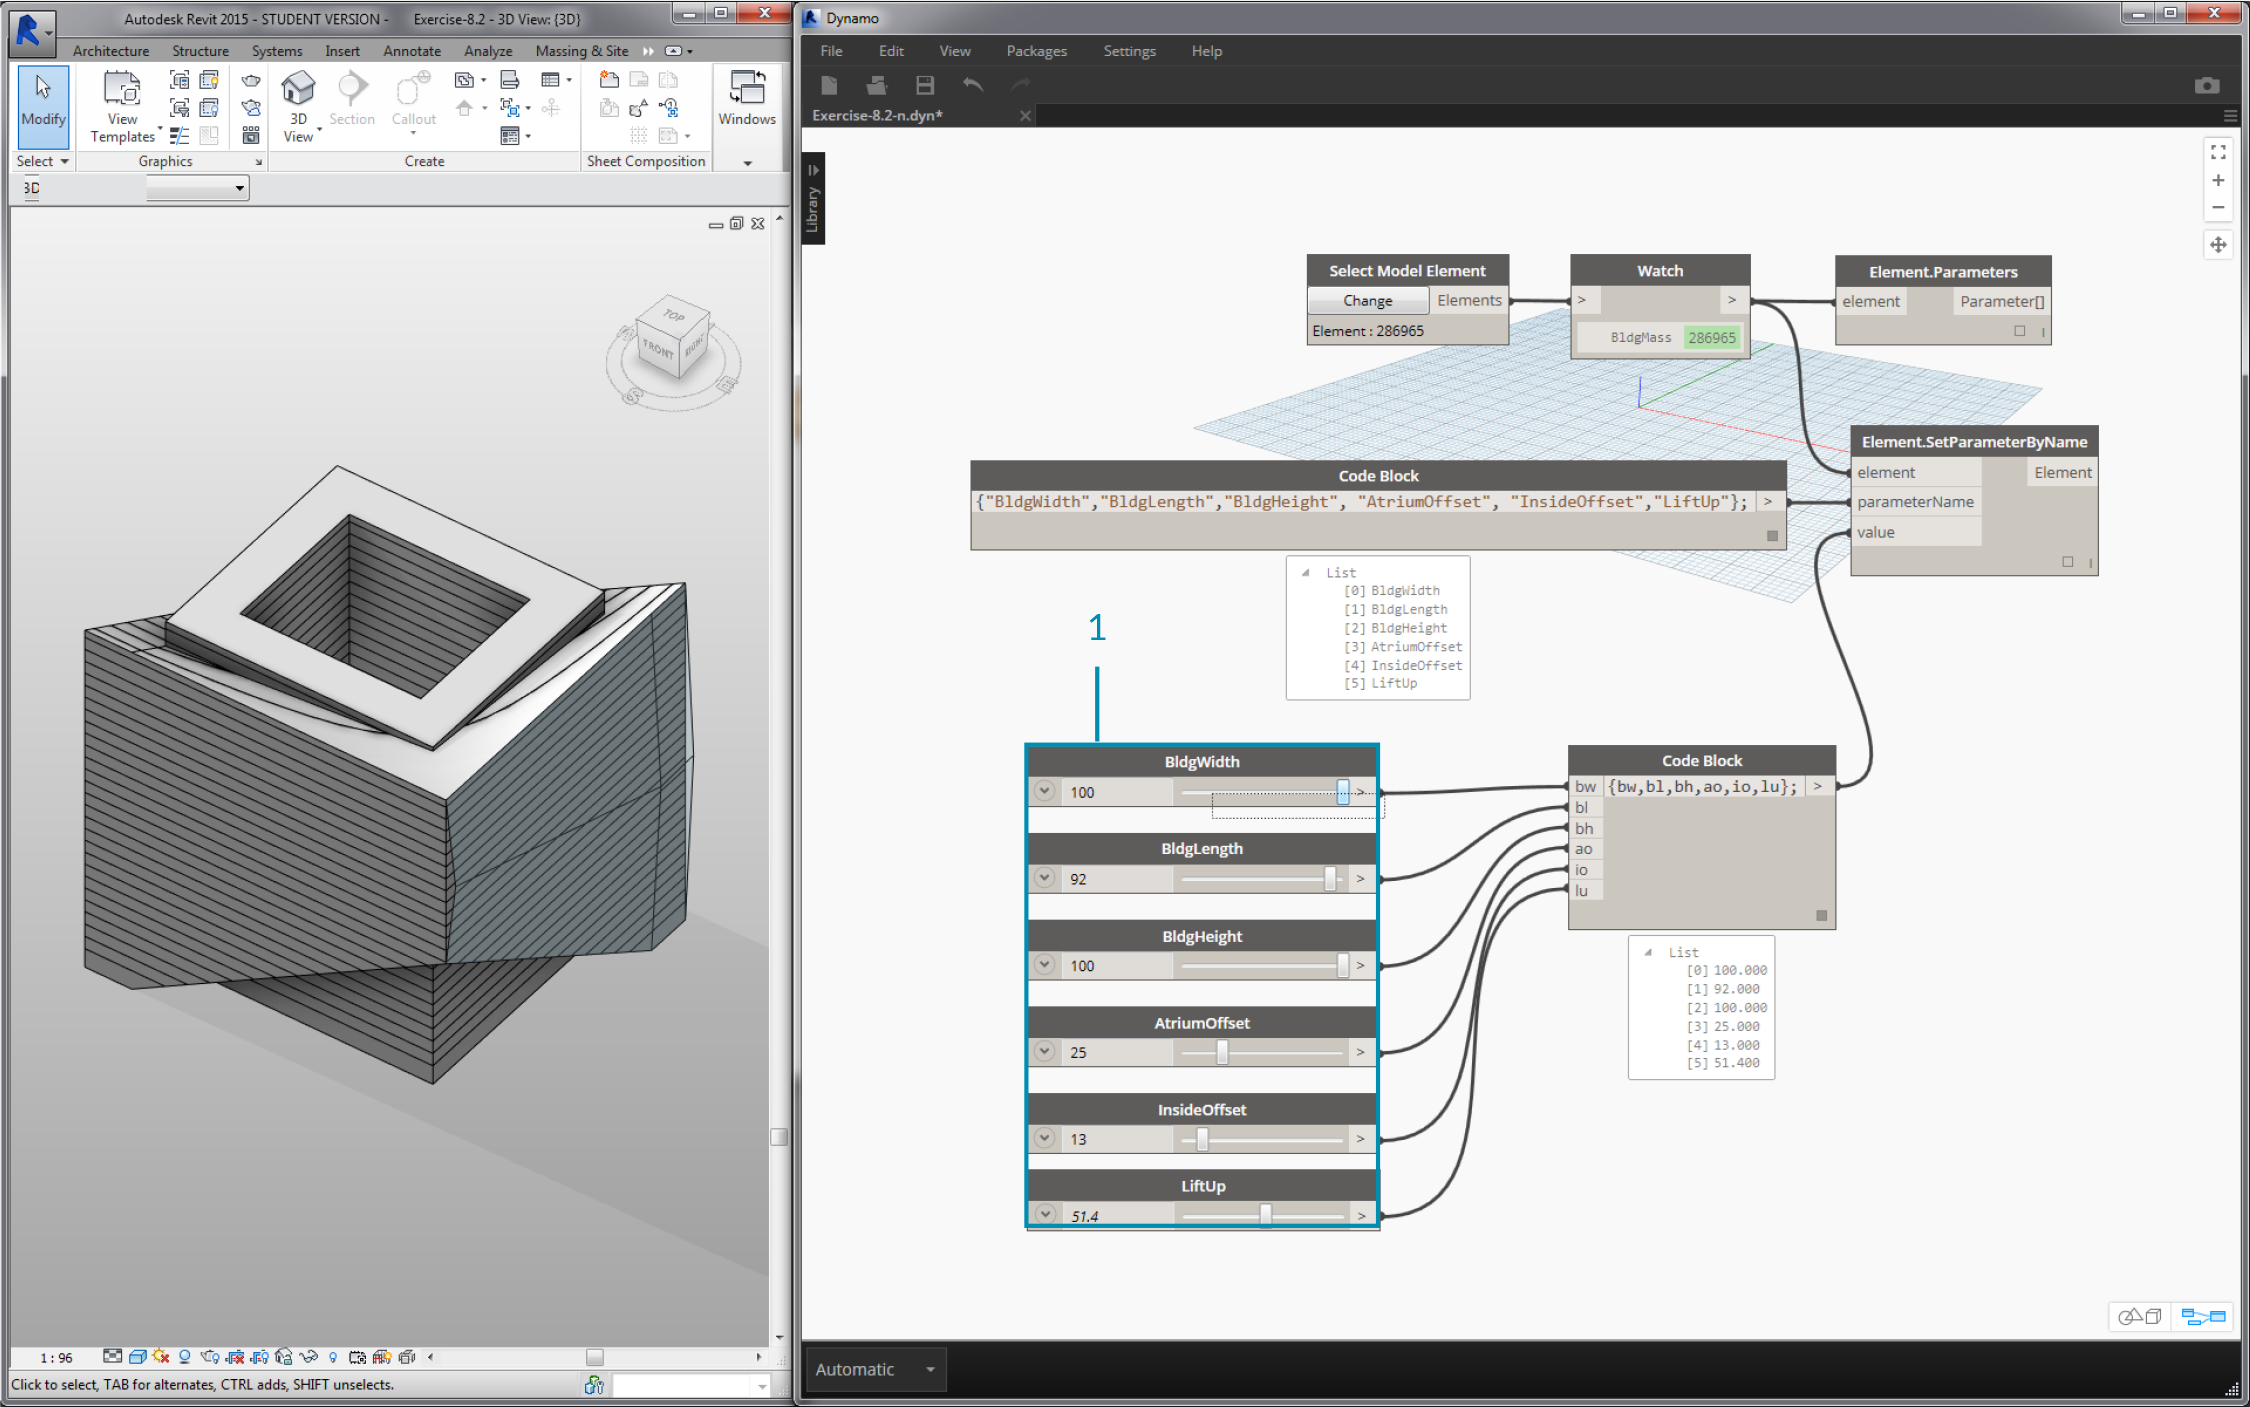 Autodesk Revit 2015 - STUDENT VERSION - Exercise-8.2 - 3D View: {3D}
Architecture Structure Systems Insert Annotate Analyze Massing & Site
Modify
View
Templates
3D
View
Section
Callout
Windows
Select
Graphics
Create
Sheet Composition
3D
TOP
FRONT
RIGHT
1 : 96
Click to select, TAB for alternates, CTRL adds, SHIFT unselects.
Dynamo
File Edit View Packages Settings Help
Exercise-8.2-n.dyn*
Library
Select Model Element
Change
Elements
Element : 286965
Watch
>
>
BldgMass 286965
Element.Parameters
element
Parameter[]
Element.SetParameterByName
element
Element
parameterName
value
Code Block
{"BldgWidth","BldgLength","BldgHeight", "AtriumOffset", "InsideOffset","LiftUp"}; >
List
[0] BldgWidth
[1] BldgLength
[2] BldgHeight
[3] AtriumOffset
[4] InsideOffset
[5] LiftUp
1
BldgWidth
100 >
BldgLength
92 >
BldgHeight
100 >
AtriumOffset
25 >
InsideOffset
13 >
LiftUp
51.4 >
Code Block
bw {bw,bl,bh,ao,io,lu}; >
bl
bh
ao
io
lu
List
[0] 100.000
[1] 92.000
[2] 100.000
[3] 25.000
[4] 13.000
[5] 51.400
Automatic